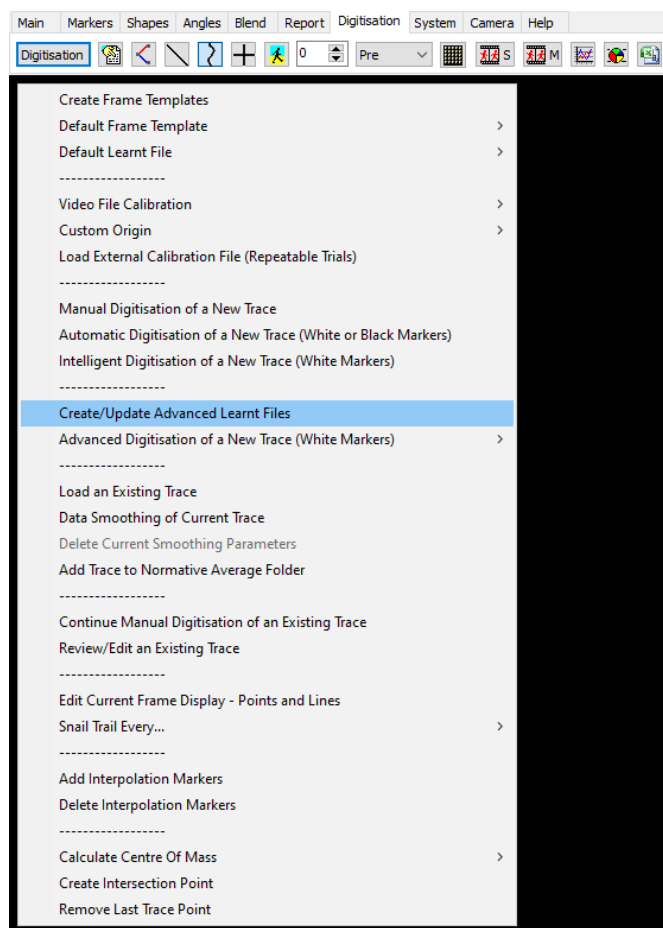 Main Markers Shapes Angles Blend Report Digitisation System Camera Help
Digitisation 0 Pre S M
Create Frame Templates
Default Frame Template
Default Learnt File
------------------
Video File Calibration
Custom Origin
Load External Calibration File (Repeatable Trials)
------------------
Manual Digitisation of a New Trace
Automatic Digitisation of a New Trace (White or Black Markers)
Intelligent Digitisation of a New Trace (White Markers)
------------------
Create/Update Advanced Learnt Files
Advanced Digitisation of a New Trace (White Markers)
------------------
Load an Existing Trace
Data Smoothing of Current Trace
Delete Current Smoothing Parameters
Add Trace to Normative Average Folder
------------------
Continue Manual Digitisation of an Existing Trace
Review/Edit an Existing Trace
------------------
Edit Current Frame Display - Points and Lines
Snail Trail Every...
------------------
Add Interpolation Markers
Delete Interpolation Markers
------------------
Calculate Centre Of Mass
Create Intersection Point
Remove Last Trace Point